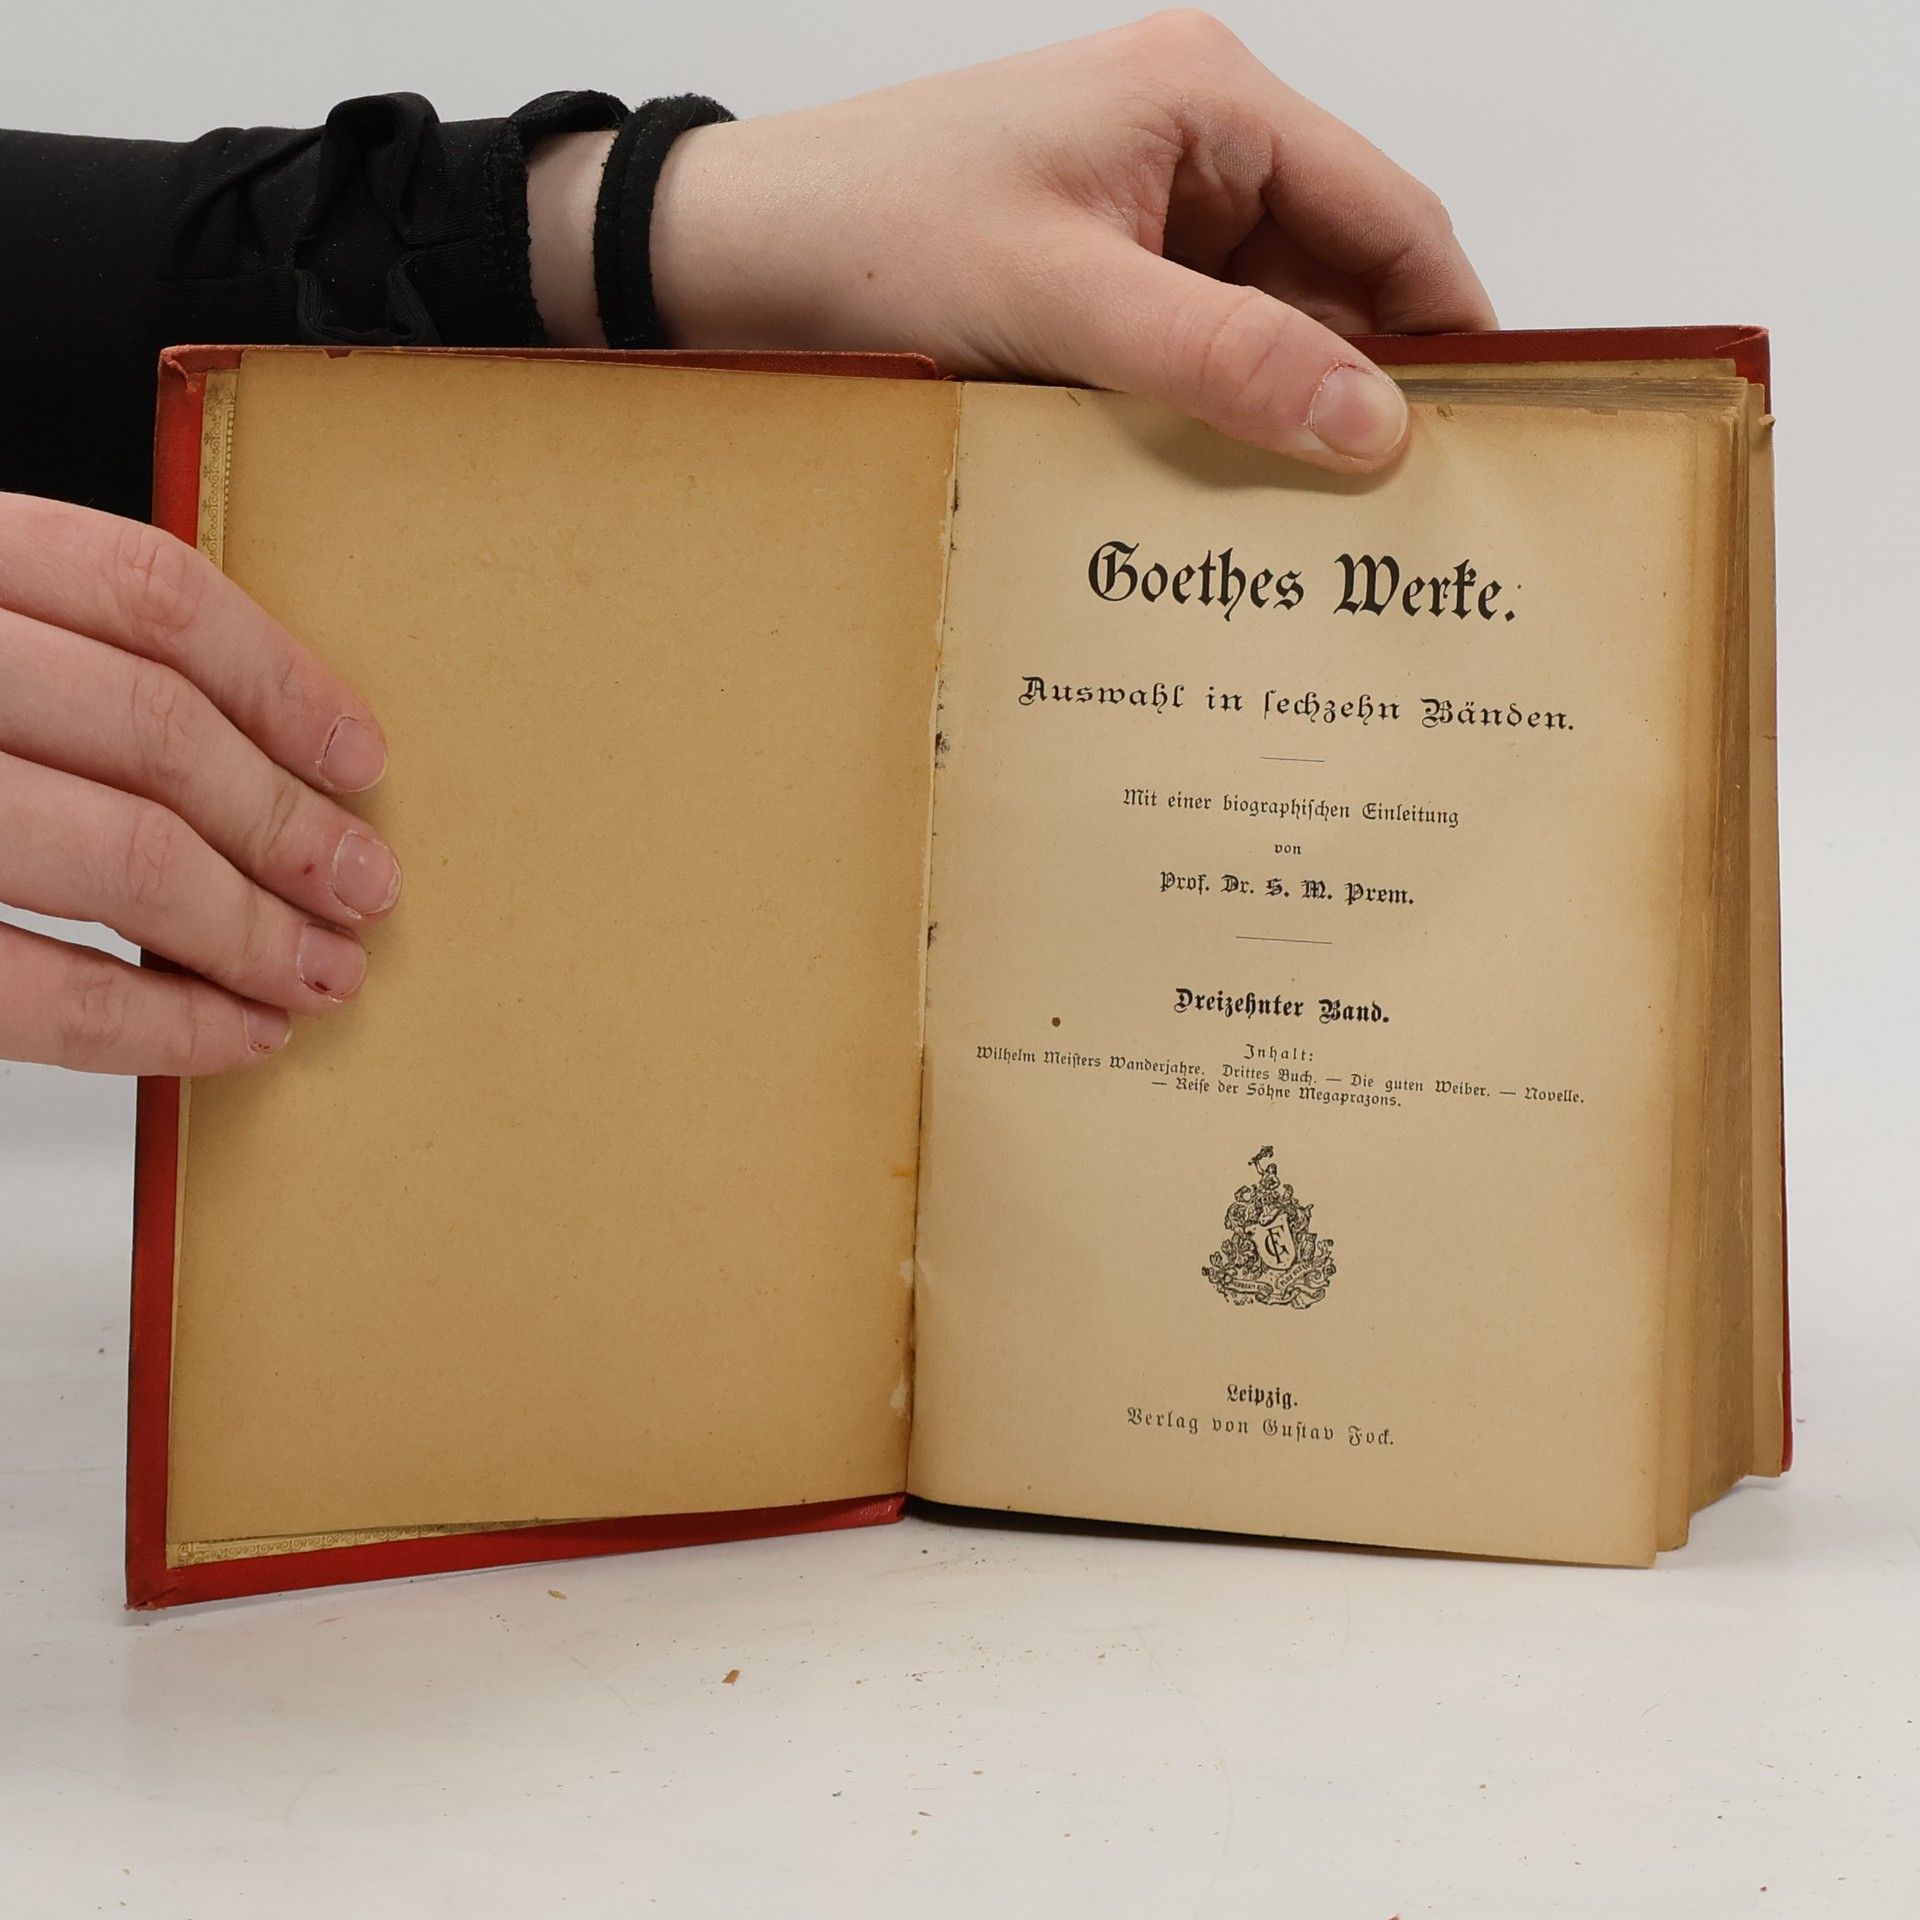 Goethes Werke.
Auswahl in ſechzehn Bänden.
Mit einer biographiſchen Einleitung
von
Prof. Dr. S. M. Prem.
Dreizehnter Band.
Inhalt:
Wilhelm Meiſters Wanderjahre. Drittes Buch. — Die guten Weiber. — Novelle.
— Reiſe der Söhne Megaprazons.
Leipzig.
Verlag von Guſtav Fock.